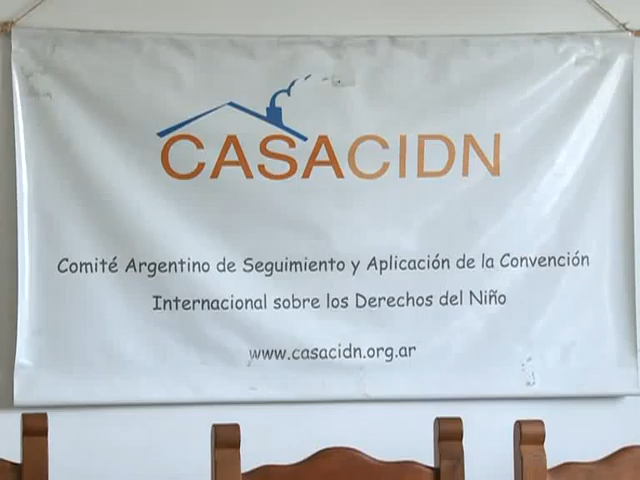 CASACIDN
Comité Argentino de Seguimiento y Aplicación de la Convención
Internacional sobre los Derechos del Niño
www.casacidn.org.ar